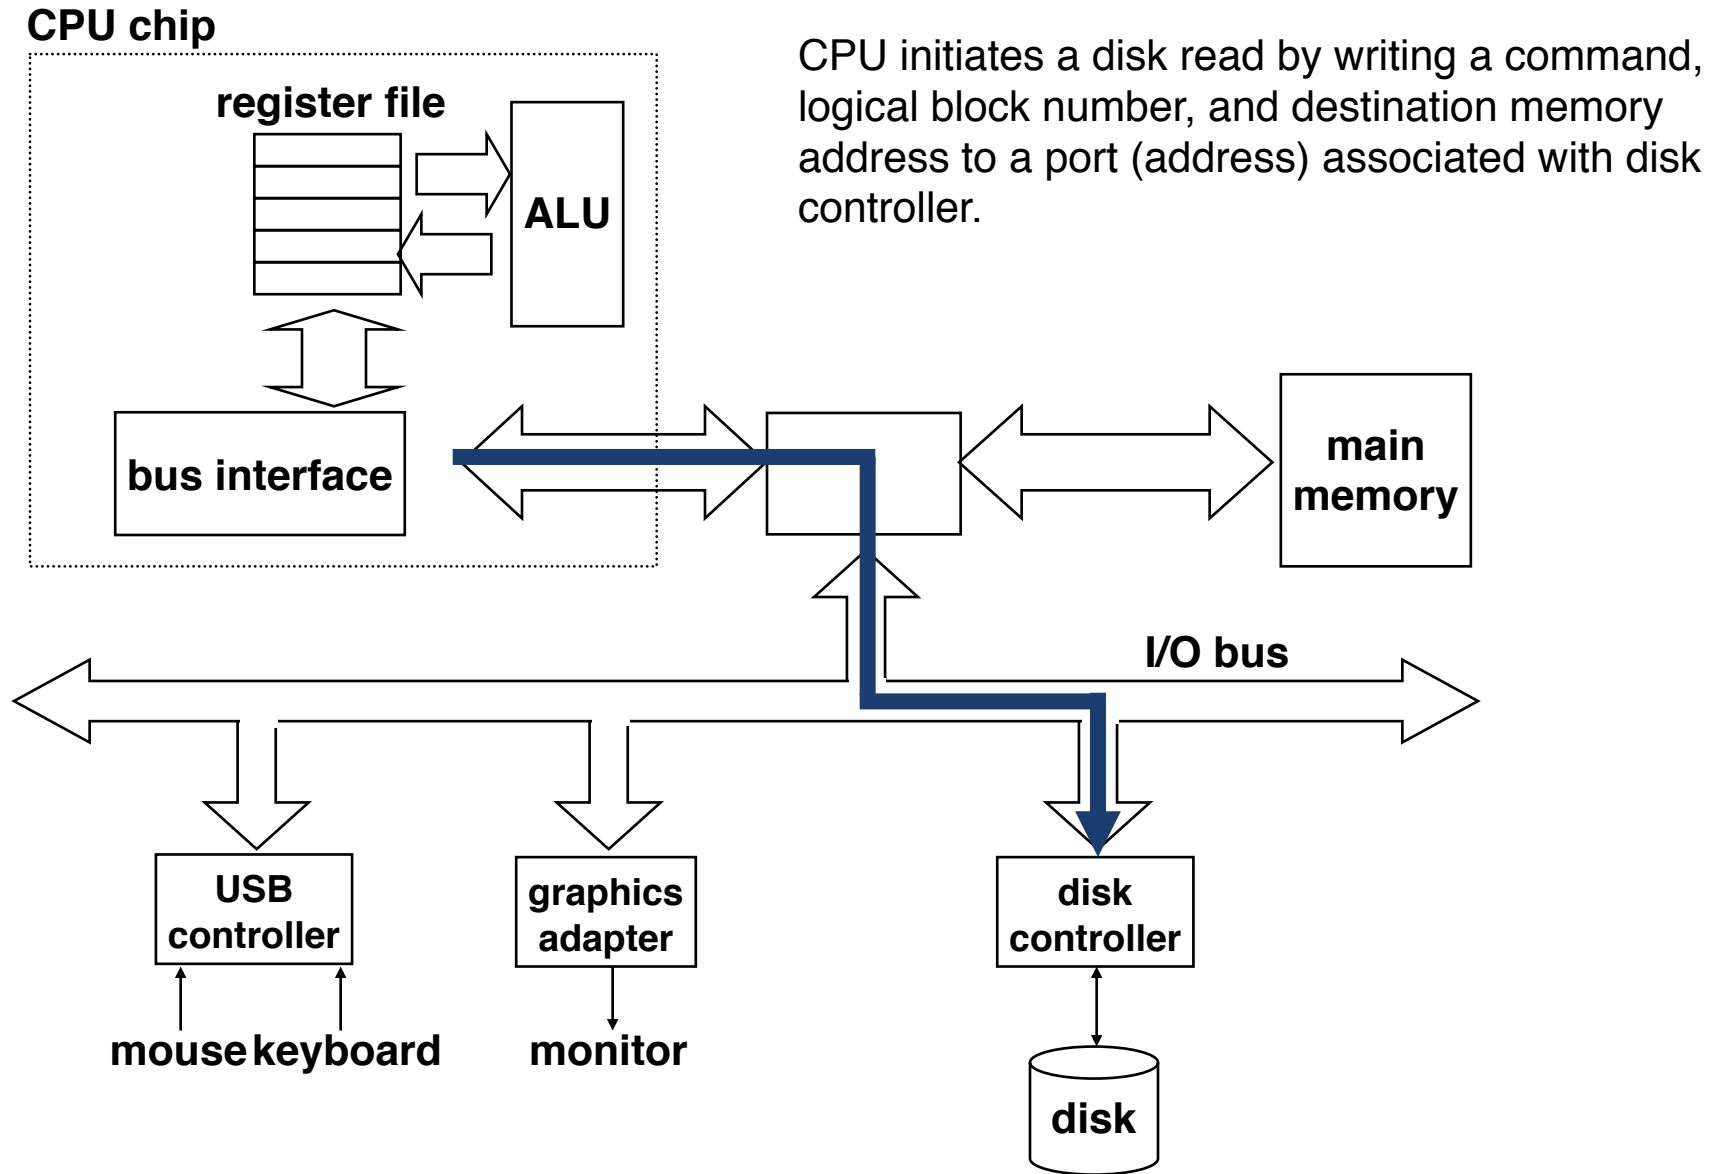 CPU chip
CPU initiates a disk read by writing a command,
logical block number, and destination memory
address to a port (address) associated with disk
controller.
register file
ALU
bus interface
main
memory
I/O bus
USB
controller
graphics
adapter
disk
controller
mouse keyboard
monitor
disk